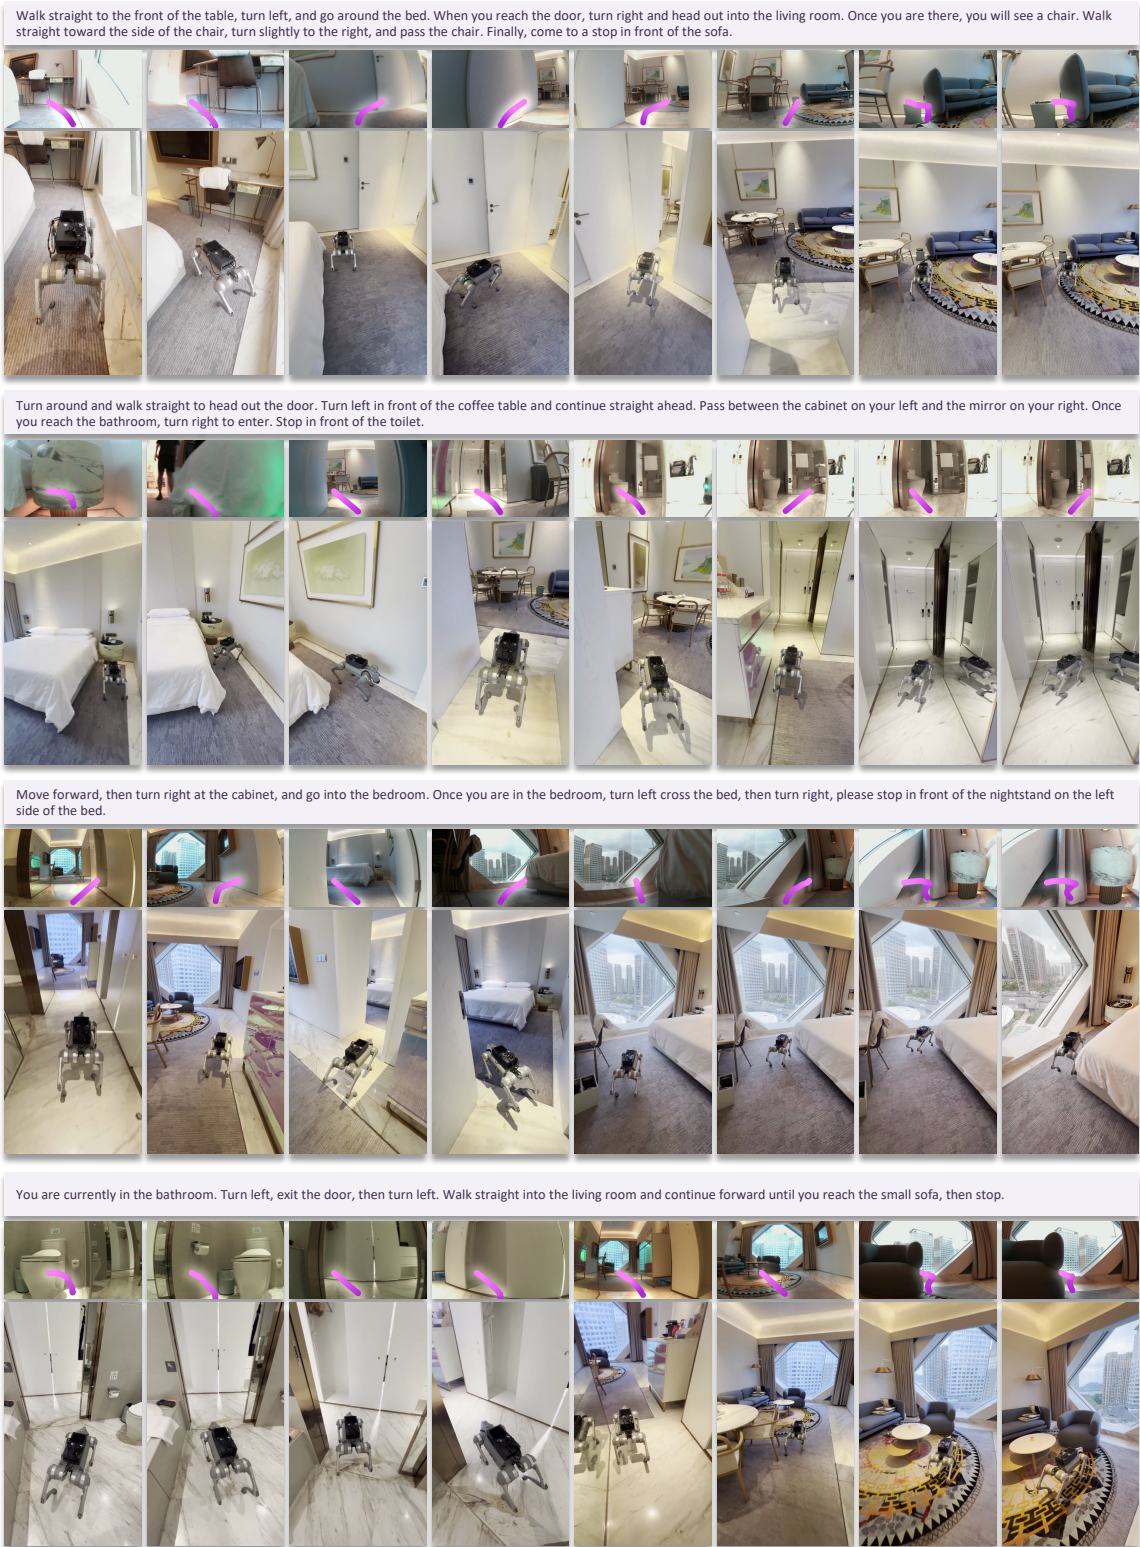 Walk straight to the front of the table, turn left, and go around the bed. When you reach the door, turn right and head out into the living room. Once you are there, you will see a chair. Walk
straight toward the side of the chair, turn slightly to the right, and pass the chair. Finally, come to a stop in front of the sofa.
Turn around and walk straight to head out the door. Turn left in front of the coffee table and continue straight ahead. Pass between the cabinet on your left and the mirror on your right. Once
you reach the bathroom, turn right to enter. Stop in front of the toilet.
Move forward, then turn right at the cabinet, and go into the bedroom. Once you are in the bedroom, turn left cross the bed, then turn right, please stop in front of the nightstand on the left
side of the bed.
You are currently in the bathroom. Turn left, exit the door, then turn left. Walk straight into the living room and continue forward until you reach the small sofa, then stop.